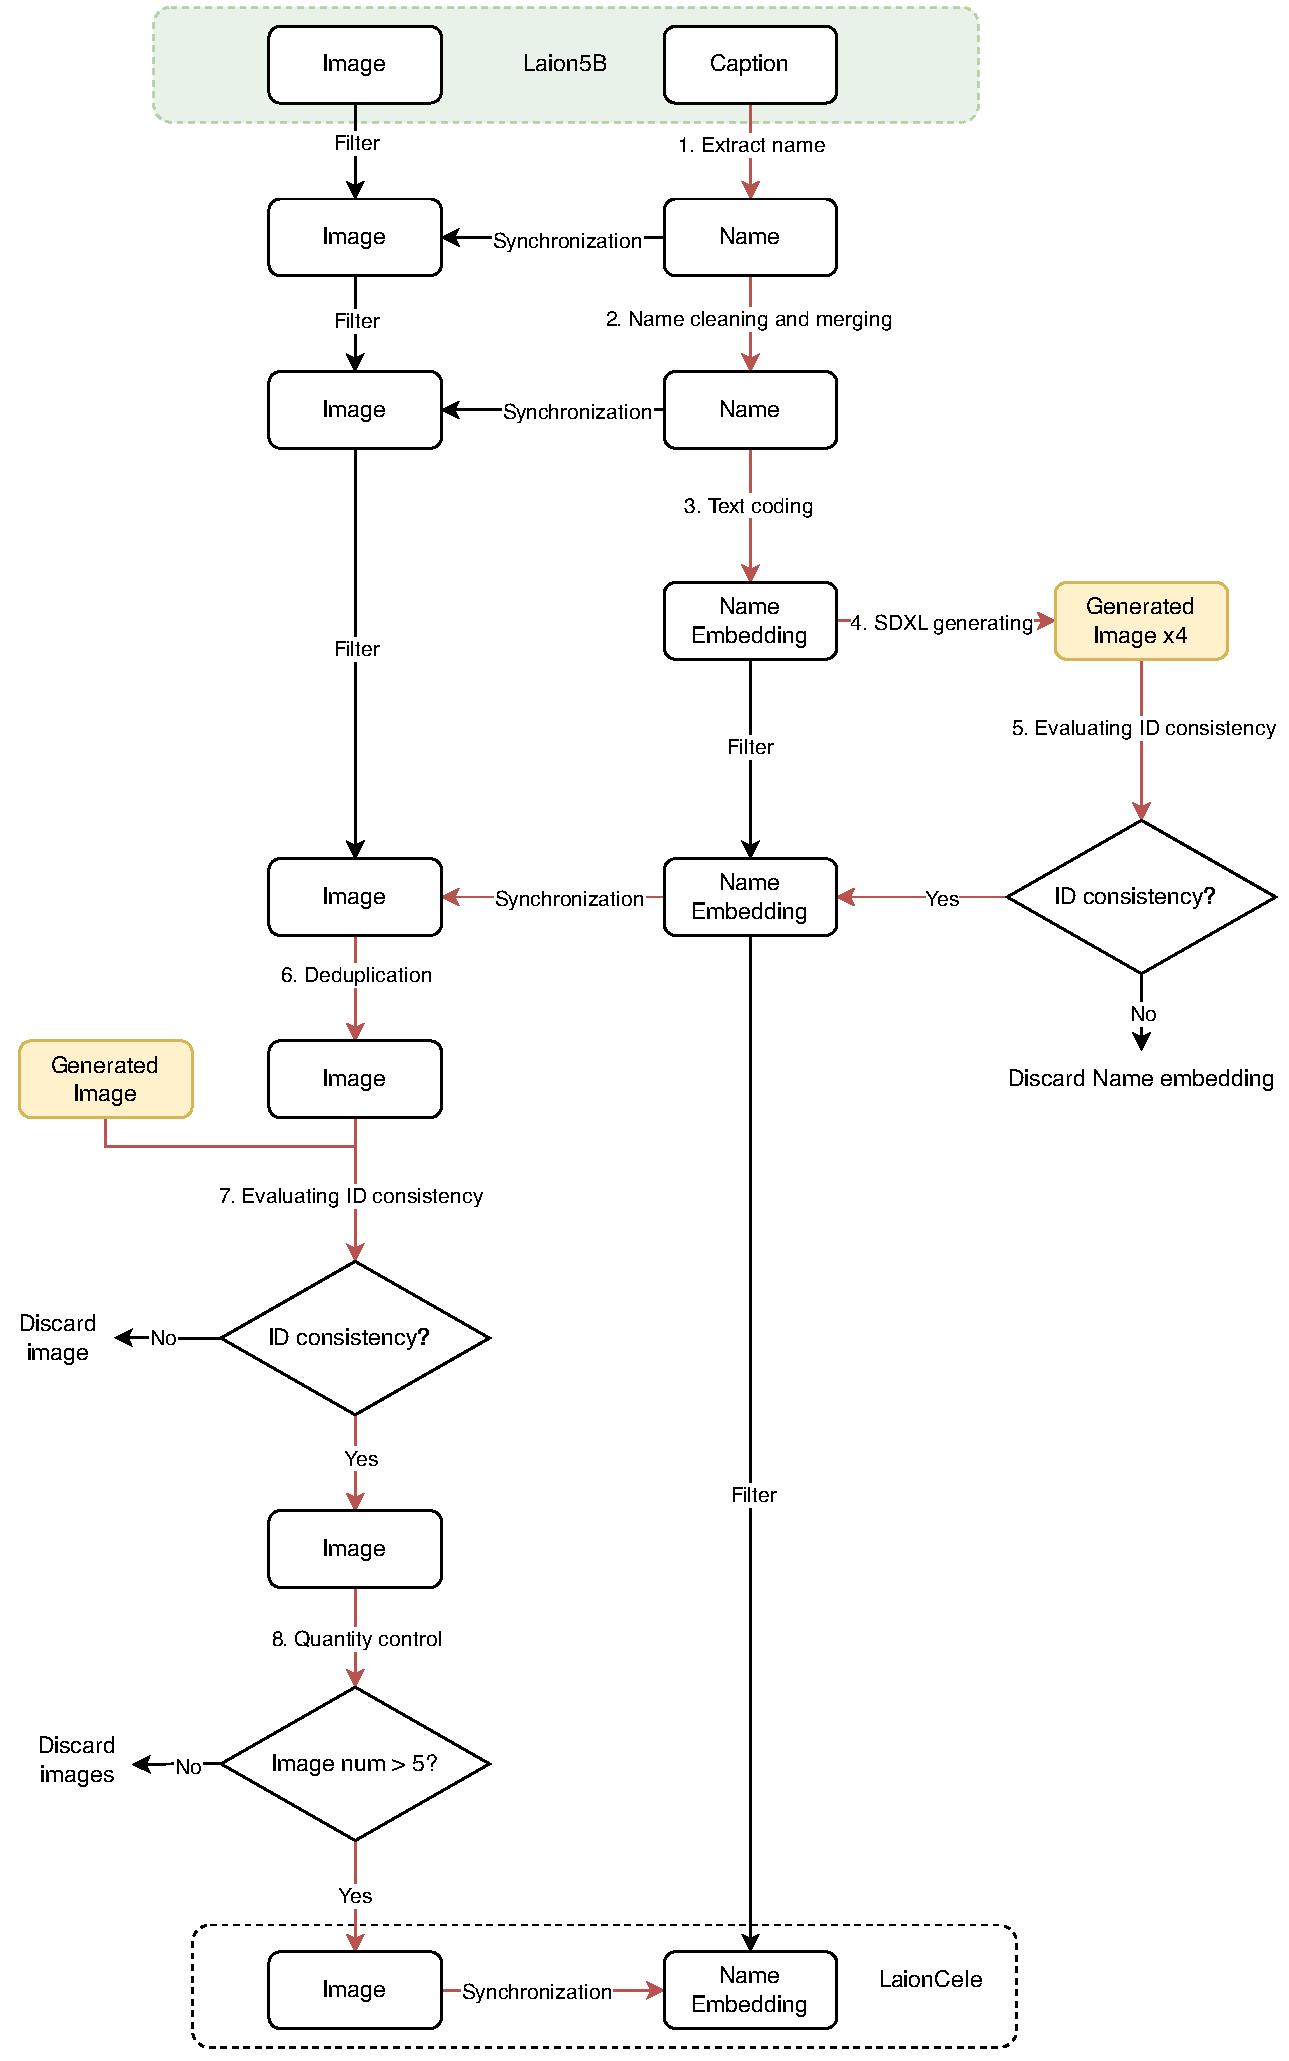 Image
Laion5B
Caption
Filter
1. Extract name
Image
Synchronization
Name
Filter
2. Name cleaning and merging
Image
Synchronization
Name
3. Text coding
Name
Embedding
4. SDXL generating
Generated
Image x4
Filter
5. Evaluating ID consistency
Filter
Image
Synchronization
Name
Embedding
Yes
ID consistency?
6. Deduplication
No
Discard Name embedding
Generated
Image
Image
7. Evaluating ID consistency
Discard
image
No
ID consistency?
Yes
Filter
Image
8. Quantity control
Discard
images
No
Image num > 5?
Yes
Image
Synchronization
Name
Embedding
LaionCele